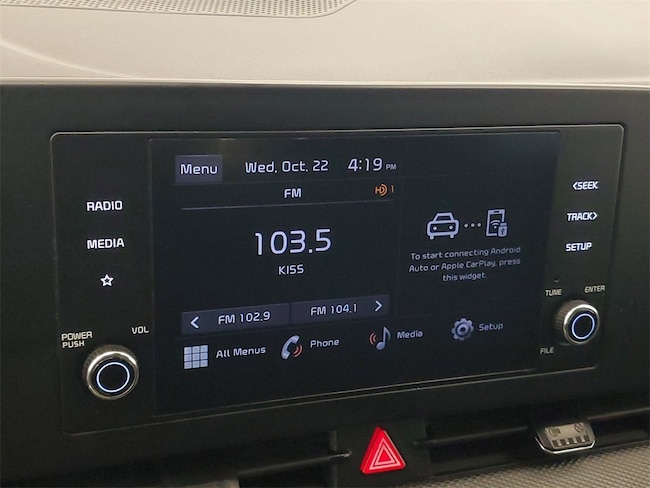 Menu Wed, Oct. 22 4:19 PM
FM HD 1
103.5
KISS
To start connecting Android
Auto or Apple CarPlay, press
this widget.
< FM 102.9 FM 104.1 >
All Menus Phone Media Setup
RADIO
MEDIA
POWER
PUSH
VOL
<SEEK
TRACK>
SETUP
TUNE ENTER
FILE